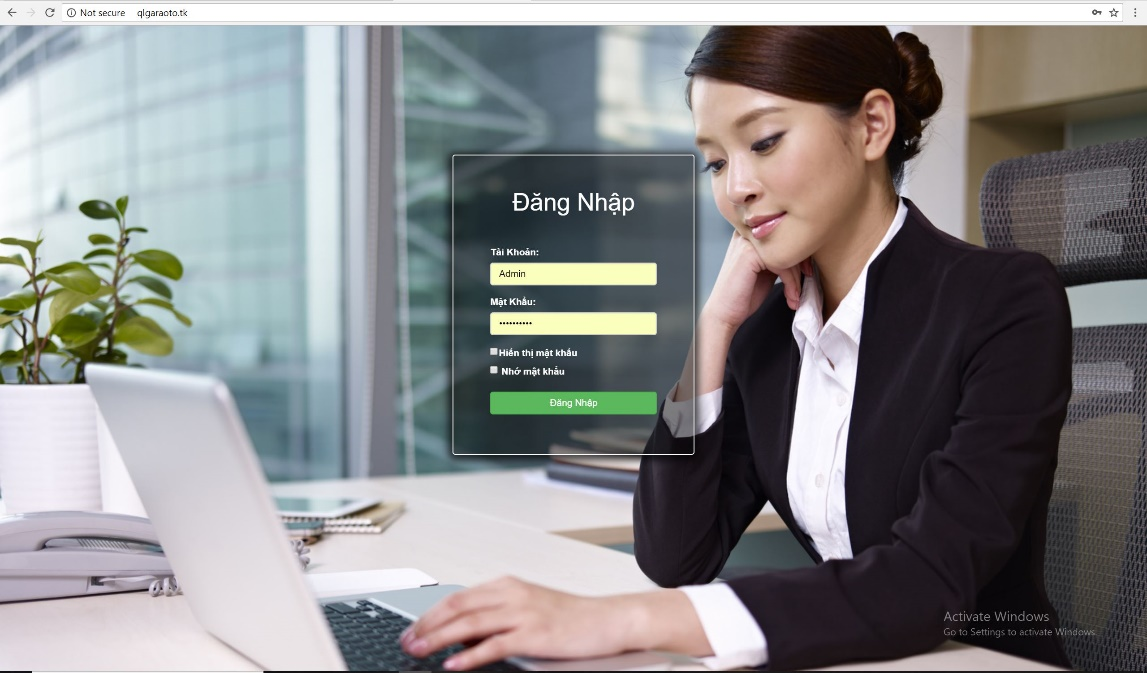 Not secure qlgaraoto.tk
Đăng Nhập
Tài Khoản:
Admin
Mật Khẩu:
••••••••••
Hiển thị mật khẩu
Nhớ mật khẩu
Đăng Nhập
Activate Windows
Go to Settings to activate Windows.